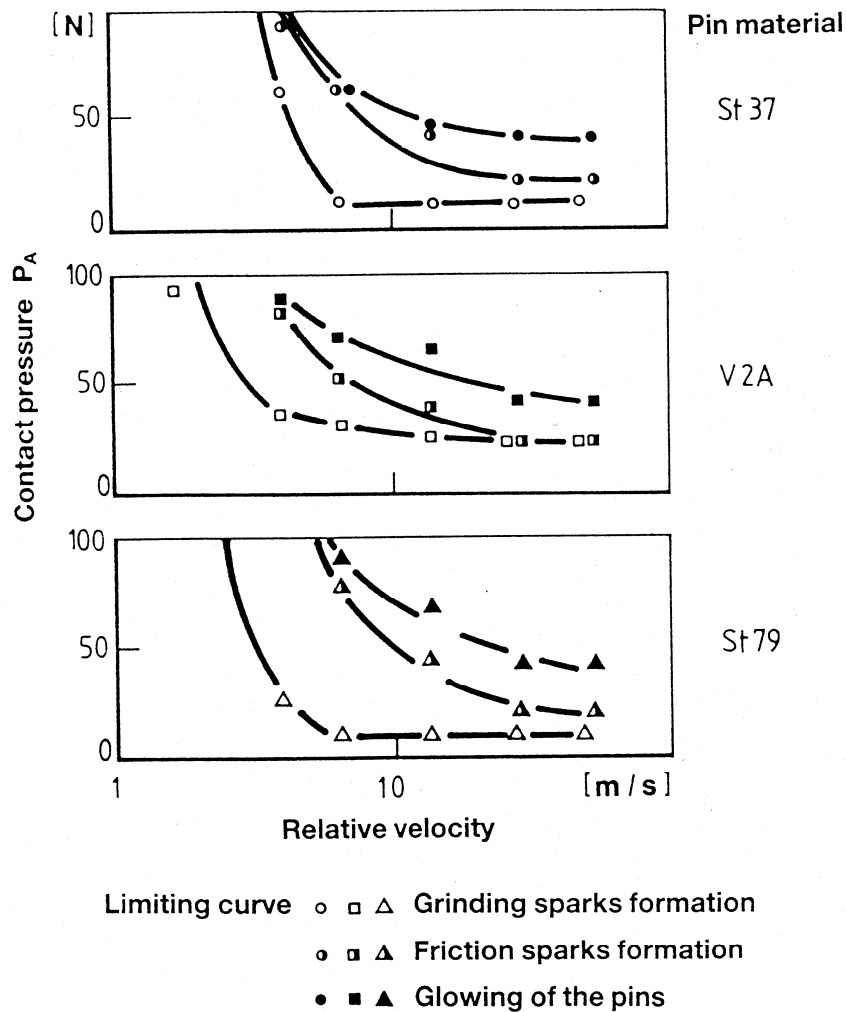 [N]
Pin material
St 37
50
0
Contact pressure PA
100
V2A
50
0
100
St 79
50
0
1 10 [m/s]
Relative velocity
Limiting curve Grinding sparks formation
Friction sparks formation
Glowing of the pins